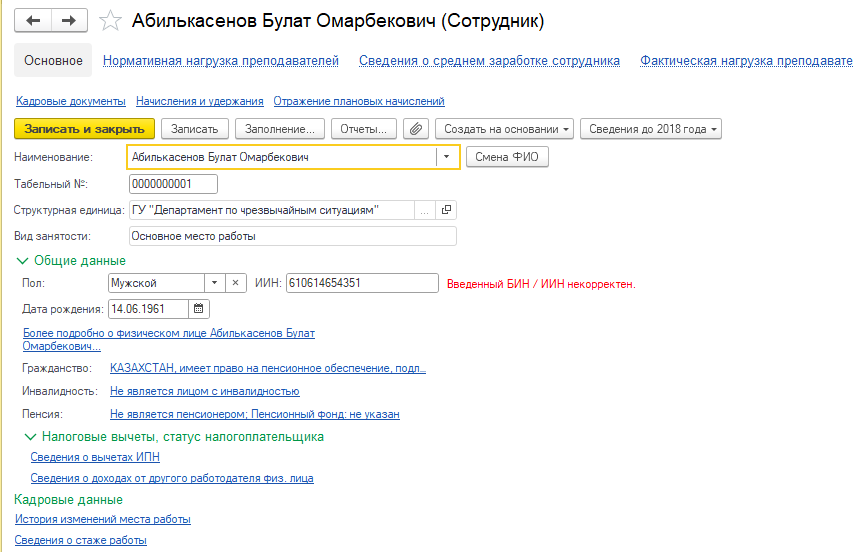 Абилькасенов Булат Омарбекович (Сотрудник)
Основное Нормативная нагрузка преподавателей Сведения о среднем заработке сотрудника Фактическая нагрузка преподавате
Кадровые документы Начисления и удержания Отражение плановых начислений
Записать и закрыть Записать Заполнение... Отчеты... Создать на основании Сведения до 2018 года
Наименование: Абилькасенов Булат Омарбекович Смена ФИО
Табельный №: 0000000001
Структурная единица: ГУ "Департамент по чрезвычайным ситуациям" ...
Вид занятости: Основное место работы
Общие данные
Пол: Мужской ИИН: 610614654351 Введенный БИН / ИИН некорректен.
Дата рождения: 14.06.1961
Более подробно о физическом лице Абилькасенов Булат
Омарбекович...
Гражданство: КАЗАХСТАН, имеет право на пенсионное обеспечение, подл...
Инвалидность: Не является лицом с инвалидностью
Пенсия: Не является пенсионером; Пенсионный фонд: не указан
Налоговые вычеты, статус налогоплательщика
Сведения о вычетах ИПН
Сведения о доходах от другого работодателя физ. лица
Кадровые данные
История изменений места работы
Сведения о стаже работы